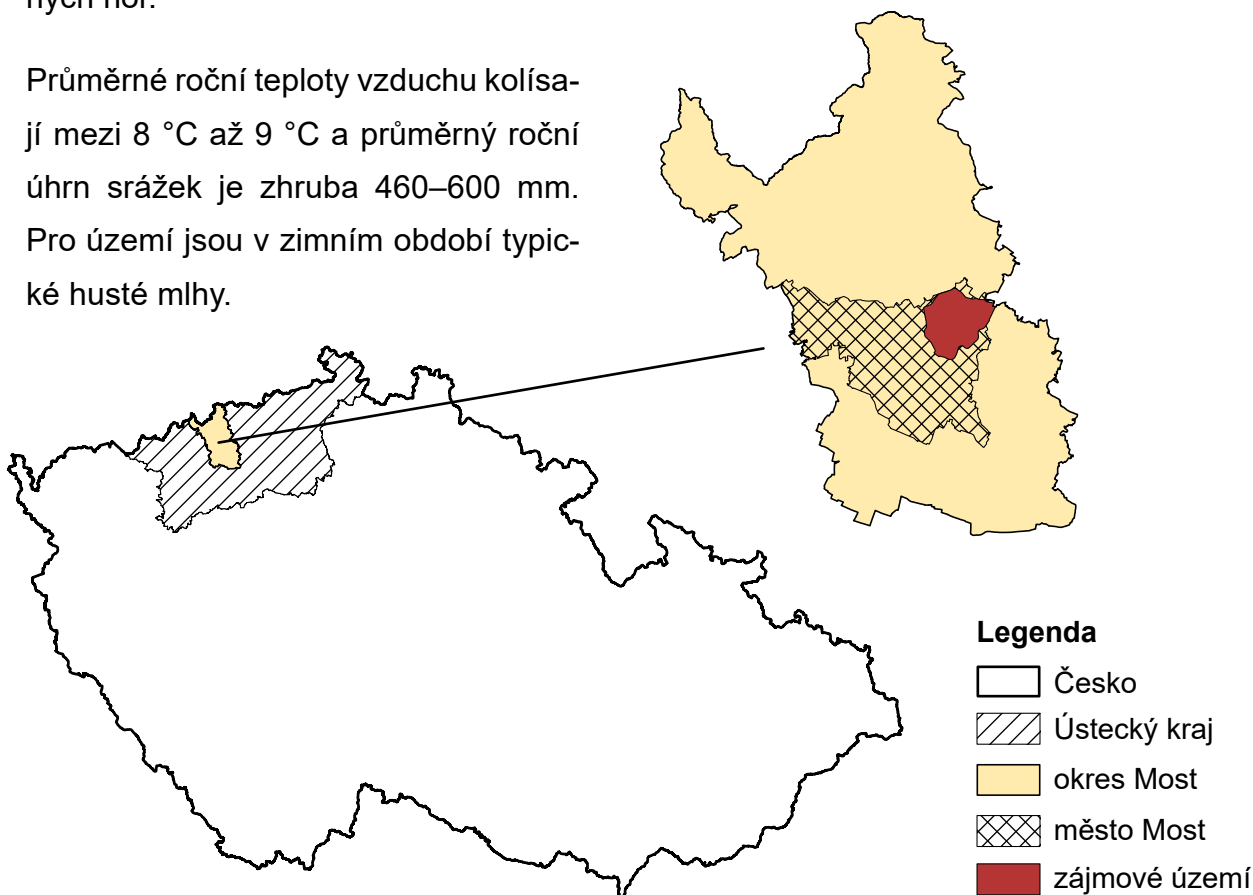 ných hor.
Průměrné roční teploty vzduchu kolísa-
jí mezi 8 °C až 9 °C a průměrný roční
úhrn srážek je zhruba 460–600 mm.
Pro území jsou v zimním období typic-
ké husté mlhy.
Legenda
Česko
Ústecký kraj
okres Most
město Most
zájmové území